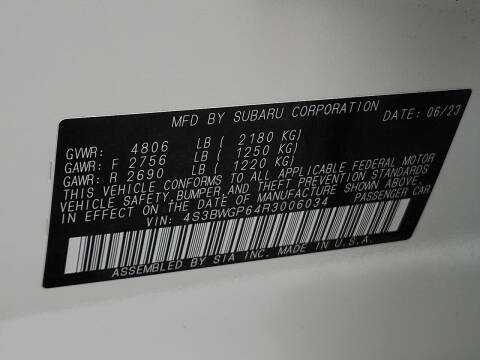 MFD BY SUBARU CORPORATION DATE: 06/23
GVWR: 4806 LB ( 2180 KG)
GAWR: F 2756 LB ( 1250 KG)
GAWR: R 2690 LB ( 1220 KG)
THIS VEHICLE CONFORMS TO ALL APPLICABLE FEDERAL MOTOR
VEHICLE SAFETY,BUMPER,AND THEFT PREVENTION STANDARDS
IN EFFECT ON THE DATE OF MANUFACTURE SHOWN ABOVE.
VIN: 4S3BWGP64R3006034 PASSENGER CAR
ASSEMBLED BY SIA INC. MADE IN U.S.A.